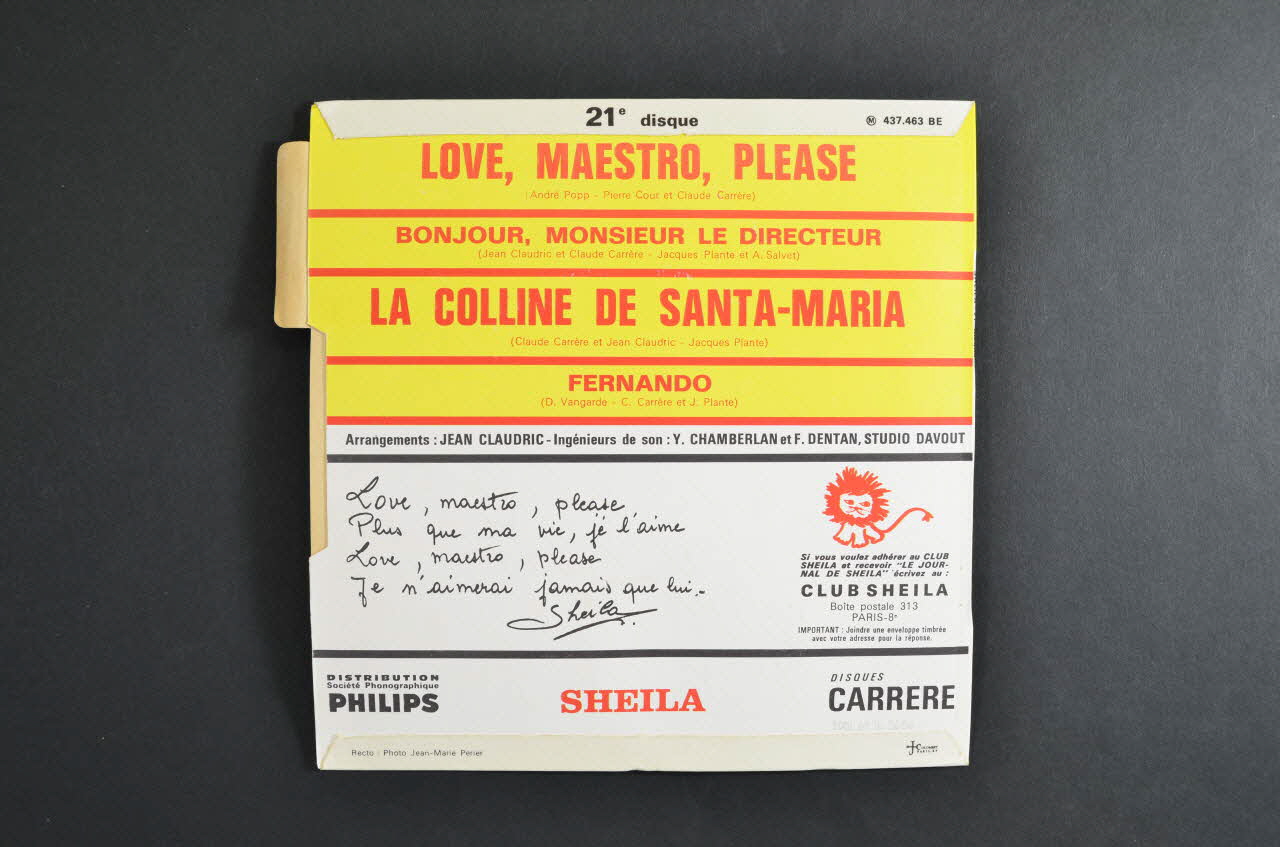 21e disque
Ⓜ 437.463 BE
LOVE, MAESTRO, PLEASE
(André Popp - Pierre Cour et Claude Carrère)
BONJOUR, MONSIEUR LE DIRECTEUR
(Jean Claudric et Claude Carrère - Jacques Plante et A. Salvet)
LA COLLINE DE SANTA-MARIA
(Claude Carrère et Jean Claudric - Jacques Plante)
FERNANDO
(D. Vangarde - C. Carrère et J. Plante)
Arrangements : JEAN CLAUDRIC - Ingénieurs de son : Y. CHAMBERLAN et F. DENTAN, STUDIO DAVOUT
Love, maestro, please
Plus que ma vie, je l'aime
Love, maestro, please
Je n'aimerai jamais que lui.-
Sheila.
Si vous voulez adhérer au CLUB
SHEILA et recevoir "LE JOUR-
NAL DE SHEILA" écrivez au :
CLUB SHEILA
Boîte postale 313
PARIS-8e
IMPORTANT : Joindre une enveloppe timbrée
avec votre adresse pour la réponse.
DISTRIBUTION
Société Phonographique
PHILIPS
SHEILA
DISQUES
CARRERE
Recto : Photo Jean-Marie Perier